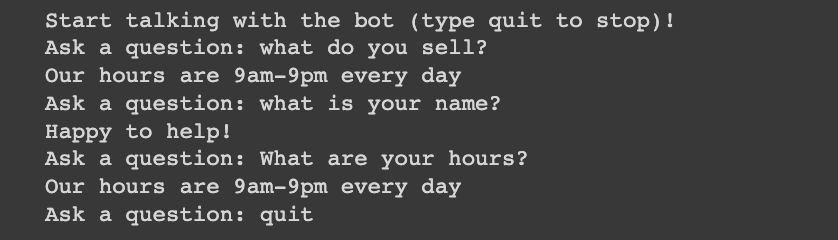 Start talking with the bot (type quit to stop)!
Ask a question: what do you sell?
Our hours are 9am-9pm every day
Ask a question: what is your name?
Happy to help!
Ask a question: What are your hours?
Our hours are 9am-9pm every day
Ask a question: quit